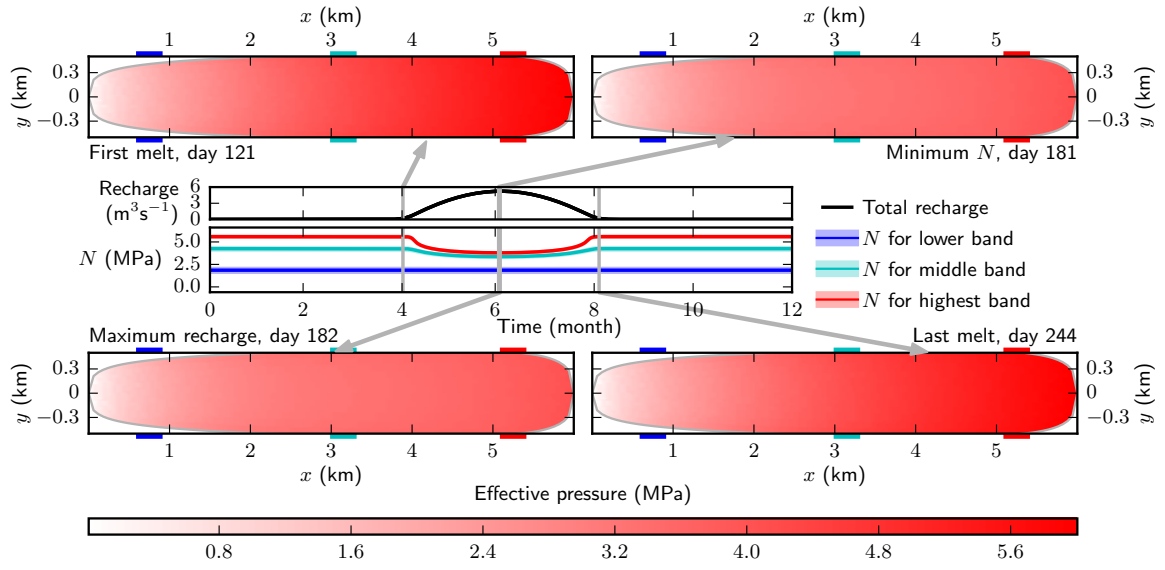 x (km) x (km)
1 2 3 4 5 1 2 3 4 5
y (km) 0.3 0 −0.3 0.3 0 −0.3 y (km)
First melt, day 121 Minimum N, day 181
Recharge
(m³s⁻¹)
6
3
0
Total recharge
N (MPa)
5.0
2.5
0.0
N for lower band
N for middle band
N for highest band
0 2 4 6 8 10 12
Time (month)
Maximum recharge, day 182 Last melt, day 244
y (km) 0.3 0 −0.3 0.3 0 −0.3 y (km)
1 2 3 4 5 1 2 3 4 5
x (km) x (km)
Effective pressure (MPa)
0.8 1.6 2.4 3.2 4.0 4.8 5.6